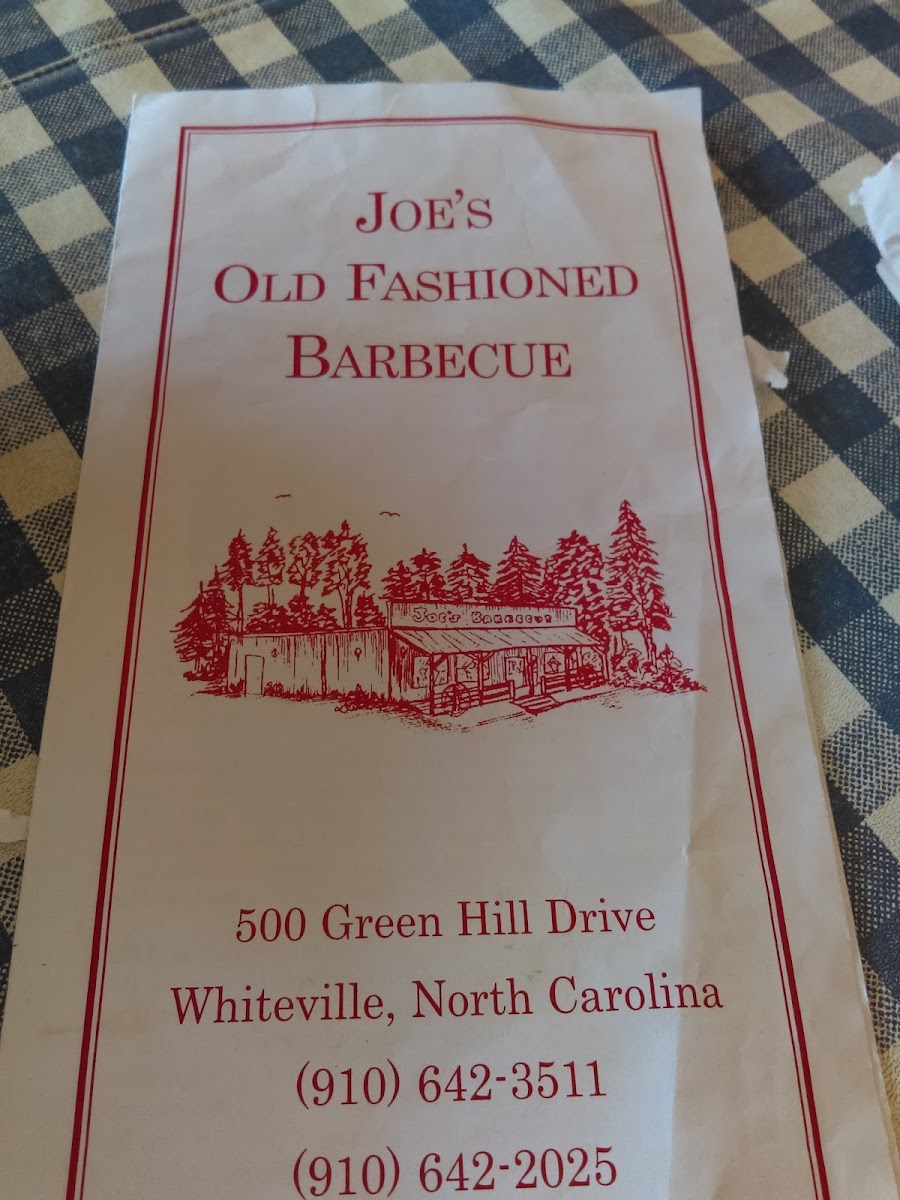 JOE'S
OLD FASHIONED
BARBECUE
JOE'S BARBECUE
500 Green Hill Drive
Whiteville, North Carolina
(910) 642-3511
(910) 642-2025